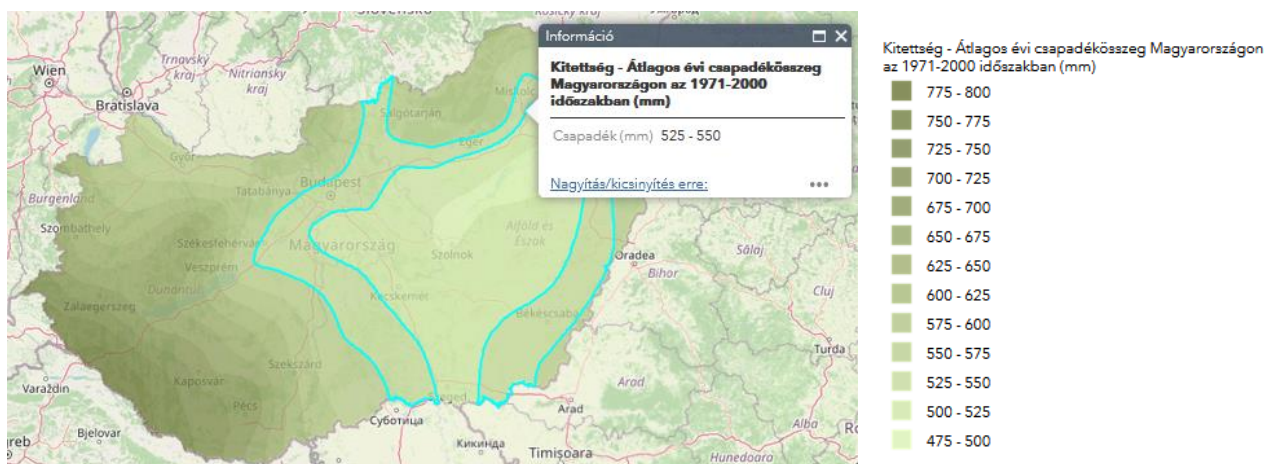 Wien
Bratislava
Trnavský
kraj
Nitriansky
kraj
Győr
Tatabánya
Budapest
Salgótarján
Eger
Miskolc
Burgenland
Szombathely
Székesfehérvár
Veszprém
Dunántúl
Magyarország
Szolnok
Alföld és
Észak
Zalaegerszeg
Kecskemét
Békéscsaba
Szekszárd
Kaposvár
Pécs
Szeged
Varaždin
Bjelovar
Суботица
Кикинда
Timișoara
Arad
Arad
Oradea
Bihor
Sălaj
Cluj
Turda
Alba
Hunedoara
Információ
Kitettség - Átlagos évi csapadékösszeg
Magyarországon az 1971-2000
időszakban (mm)
Csapadék (mm) 525 - 550
Nagyítás/kicsinyítés erre:
Kitettség - Átlagos évi csapadékösszeg Magyarországon
az 1971-2000 időszakban (mm)
775 - 800
750 - 775
725 - 750
700 - 725
675 - 700
650 - 675
625 - 650
600 - 625
575 - 600
550 - 575
525 - 550
500 - 525
475 - 500